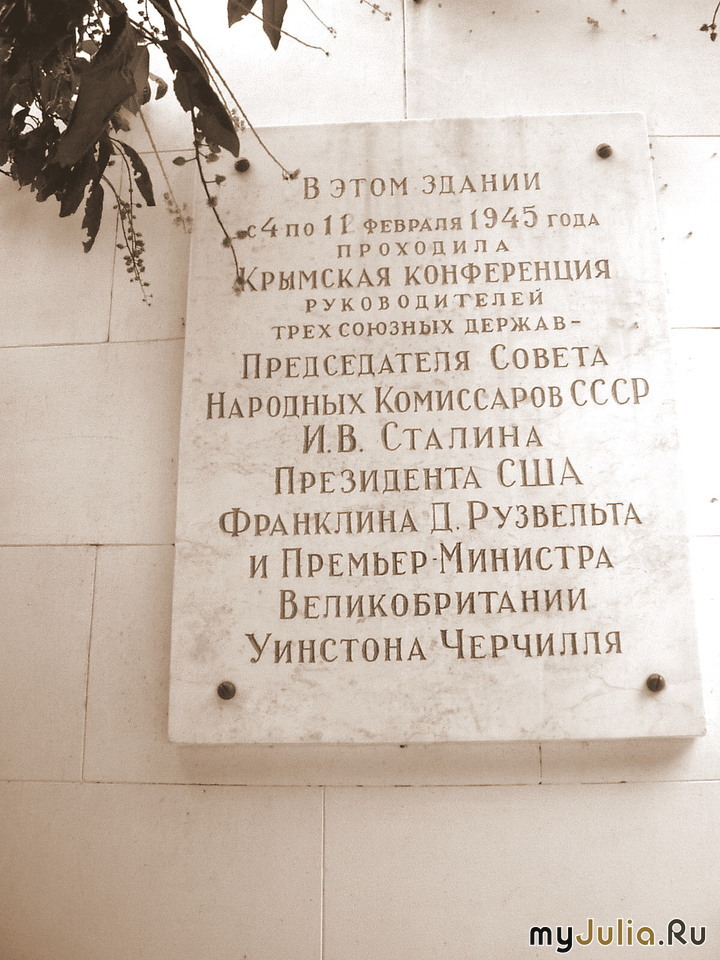 В ЭТОМ ЗДАНИИ
С 4 ПО 11 ФЕВРАЛЯ 1945 ГОДА
ПРОХОДИЛА
КРЫМСКАЯ КОНФЕРЕНЦИЯ
РУКОВОДИТЕЛЕЙ
ТРЕХ СОЮЗНЫХ ДЕРЖАВ-
ПРЕДСЕДАТЕЛЯ СОВЕТА
НАРОДНЫХ КОМИССАРОВ СССР
И.В. СТАЛИНА
ПРЕЗИДЕНТА США
ФРАНКЛИНА Д. РУЗВЕЛЬТА
И ПРЕМЬЕР-МИНИСТРА
ВЕЛИКОБРИТАНИИ
УИНСТОНА ЧЕРЧИЛЛЯ
myJulia.Ru